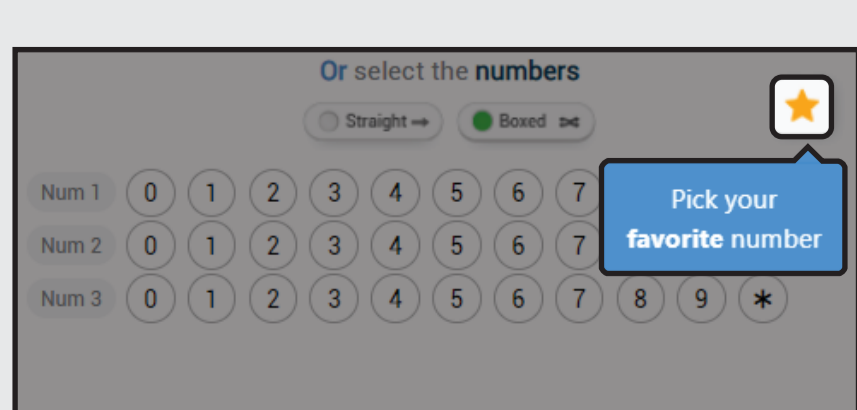 Or select the numbers
Straight → Boxed
Num 1 0 1 2 3 4 5 6 7
Pick your
favorite number
Num 2 0 1 2 3 4 5 6 7
Num 3 0 1 2 3 4 5 6 7 8 9 *